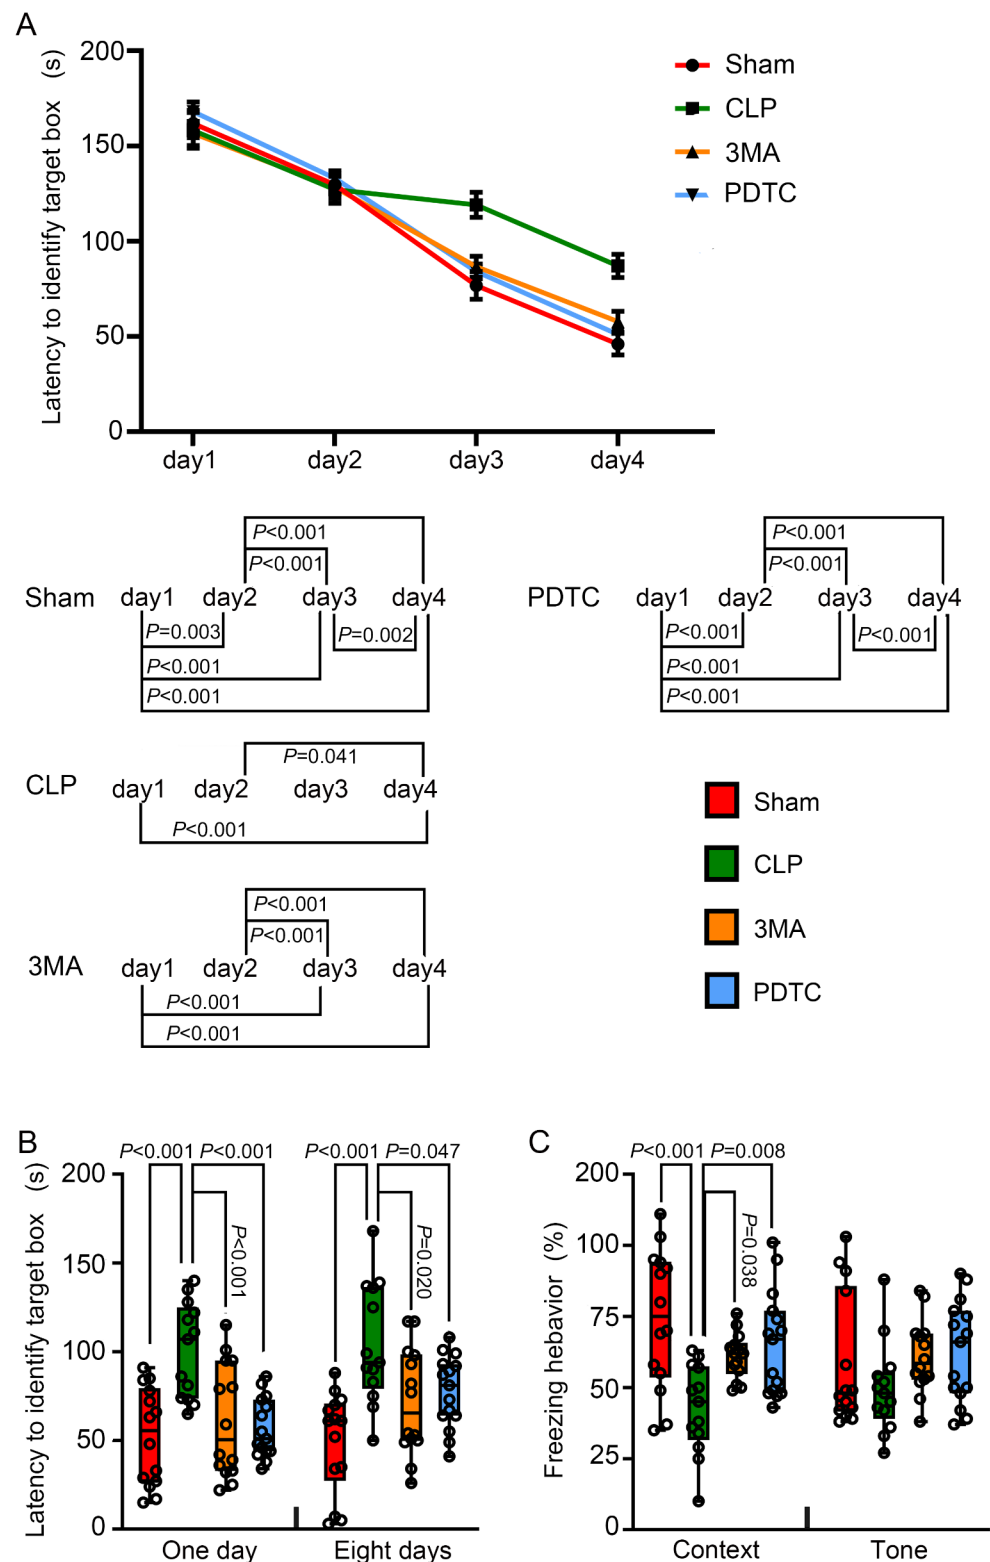 A
Latency to identify target box (s)
200
150
100
50
0
day1 day2 day3 day4
Sham
CLP
3MA
PDTC
Sham day1 day2 day3 day4
P<0.001
P<0.001
P=0.003
P=0.002
P<0.001
P<0.001
PDTC day1 day2 day3 day4
P<0.001
P<0.001
P<0.001
P<0.001
P<0.001
P<0.001
CLP day1 day2 day3 day4
P=0.041
P<0.001
3MA day1 day2 day3 day4
P<0.001
P<0.001
P<0.001
P<0.001
Sham
CLP
3MA
PDTC
B
Latency to identify target box (s)
200
150
100
50
0
P<0.001 P<0.001
P<0.001
P<0.001 P=0.047
P=0.020
One day Eight days
C
Freezing hebavior (%)
200
100
75
50
25
0
P<0.001 P=0.008
P=0.038
Context Tone